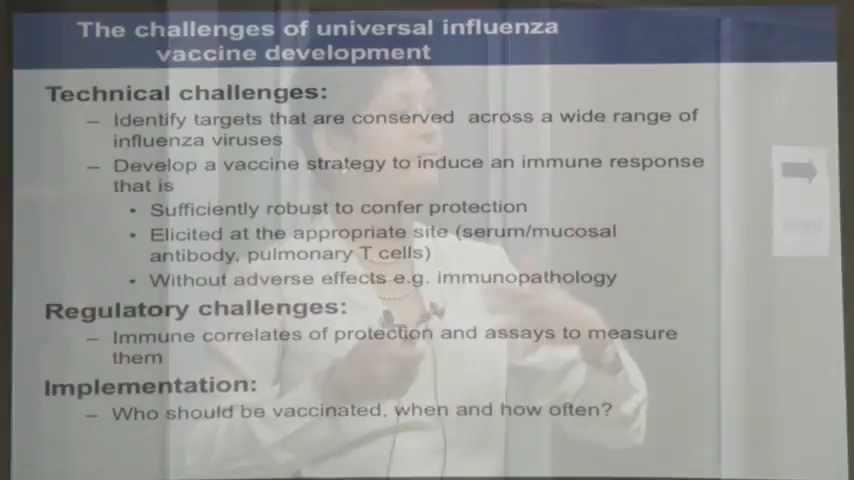 The challenges of universal influenza
vaccine development
Technical challenges:
– Identify targets that are conserved across a wide range of
influenza viruses
– Develop a vaccine strategy to induce an immune response
that is
• Sufficiently robust to confer protection
• Elicited at the appropriate site (serum/mucosal
antibody, pulmonary T cells)
• Without adverse effects e.g. immunopathology
Regulatory challenges:
– Immune correlates of protection and assays to measure
them
Implementation:
– Who should be vaccinated, when and how often?